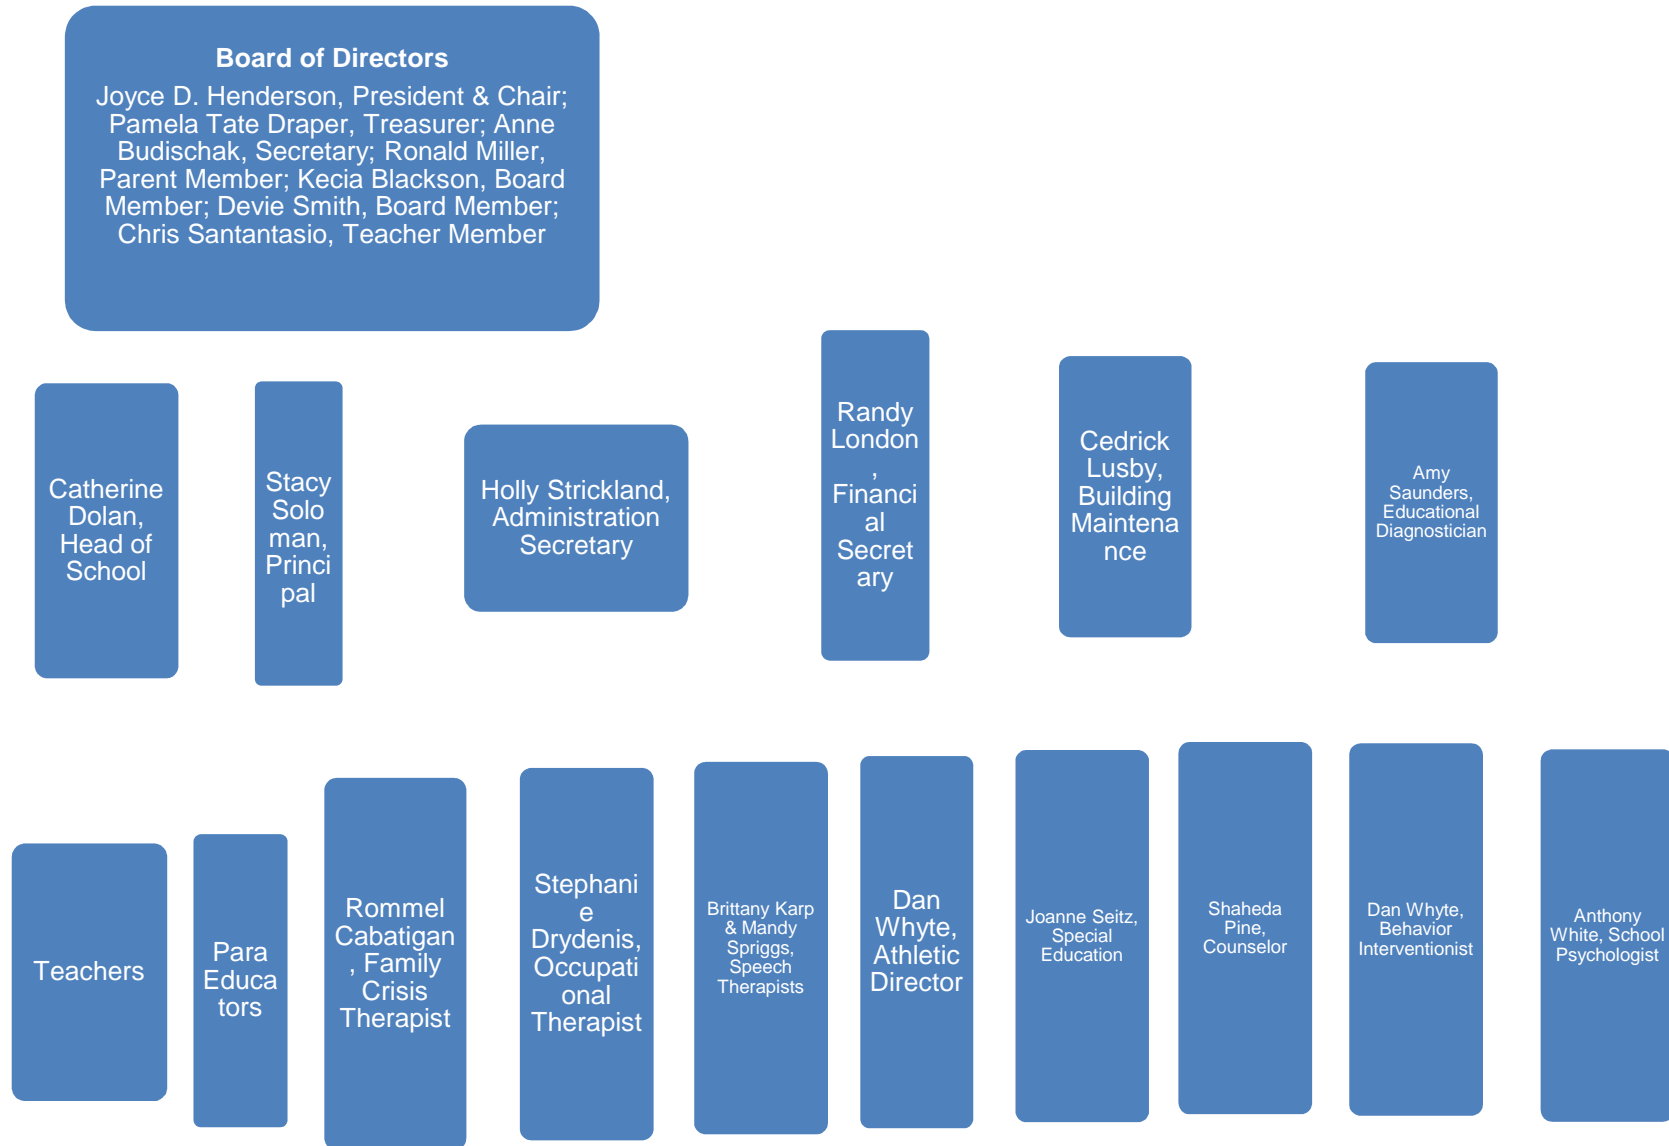 Board of Directors
Joyce D. Henderson, President & Chair;
Pamela Tate Draper, Treasurer; Anne
Budischak, Secretary; Ronald Miller,
Parent Member; Kecia Blackson, Board
Member; Devie Smith, Board Member;
Chris Santantasio, Teacher Member
Catherine
Dolan,
Head of
School
Stacy
Solo
man,
Princi
pal
Holly Strickland,
Administration
Secretary
Randy
London
,
Financi
al
Secret
ary
Cedrick
Lusby,
Building
Maintena
nce
Amy
Saunders,
Educational
Diagnostician
Teachers
Para
Educa
tors
Rommel
Cabatigan
, Family
Crisis
Therapist
Stephani
e
Drydenis,
Occupati
onal
Therapist
Brittany Karp
& Mandy
Spriggs,
Speech
Therapists
Dan
Whyte,
Athletic
Director
Joanne Seitz,
Special
Education
Shaheda
Pine,
Counselor
Dan Whyte,
Behavior
Interventionist
Anthony
White, School
Psychologist